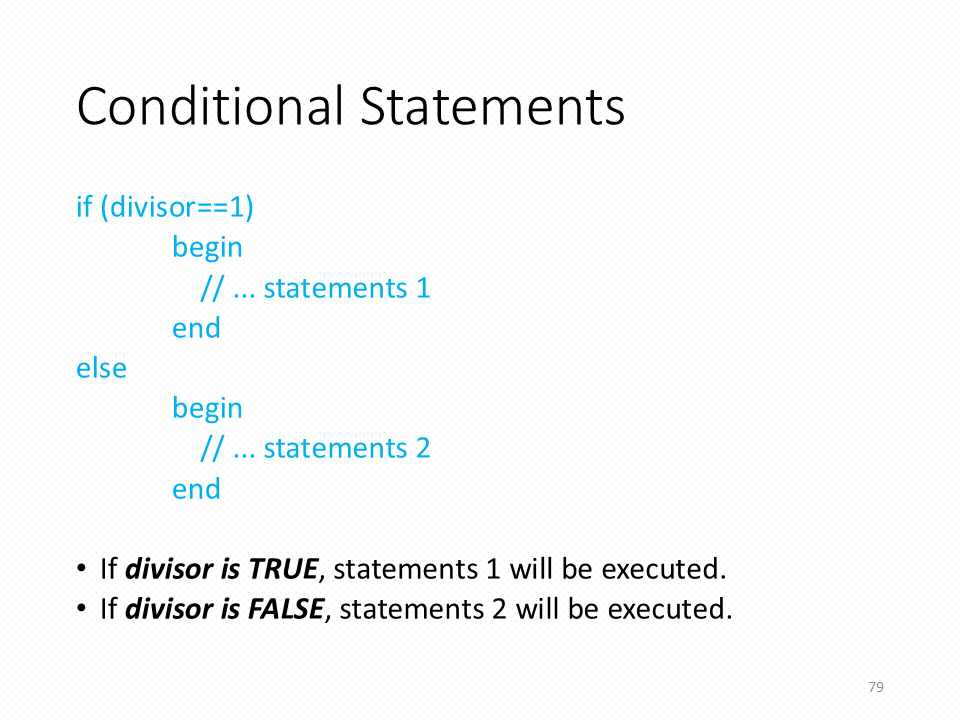 Conditional Statements
if (divisor==1)
begin
// ... statements 1
end
else
begin
// ... statements 2
end
• If divisor is TRUE, statements 1 will be executed.
• If divisor is FALSE, statements 2 will be executed.
79